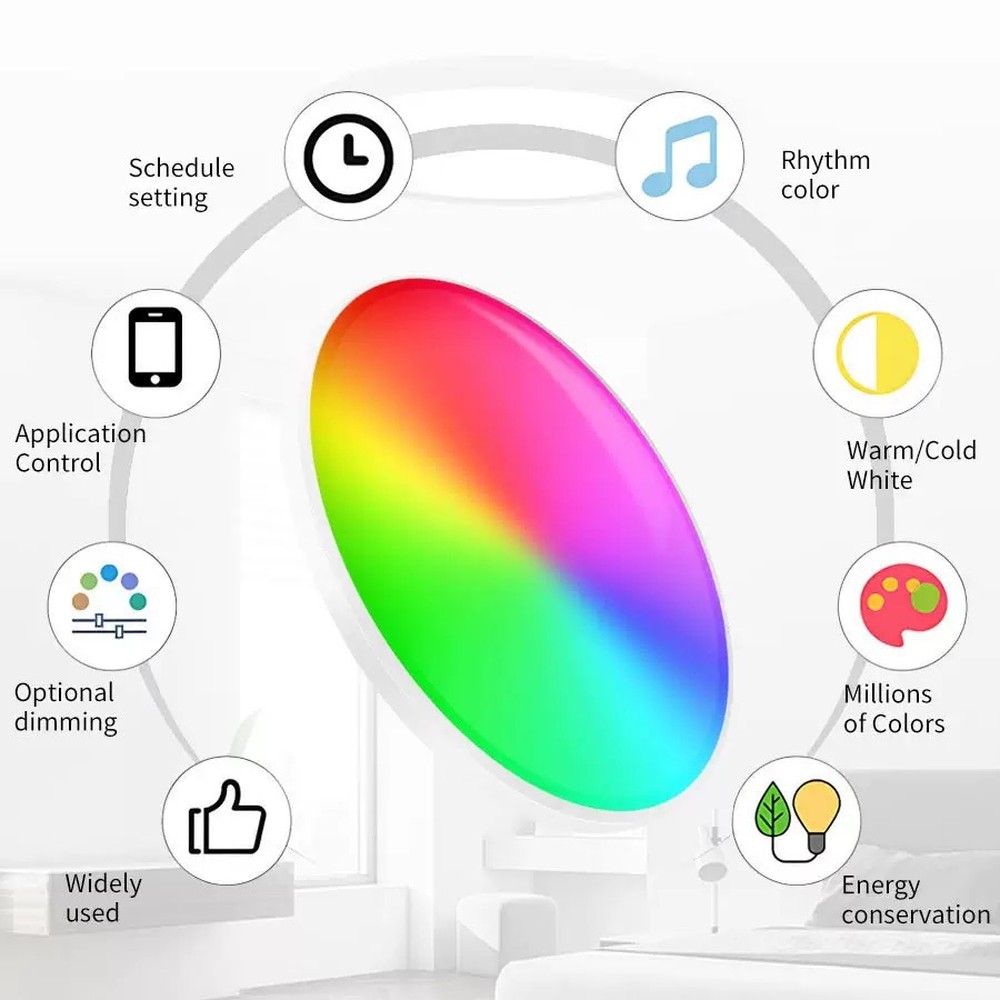 Schedule
setting
Rhythm
color
Application
Control
Warm/Cold
White
Optional
dimming
Millions
of Colors
Widely
used
Energy
conservation